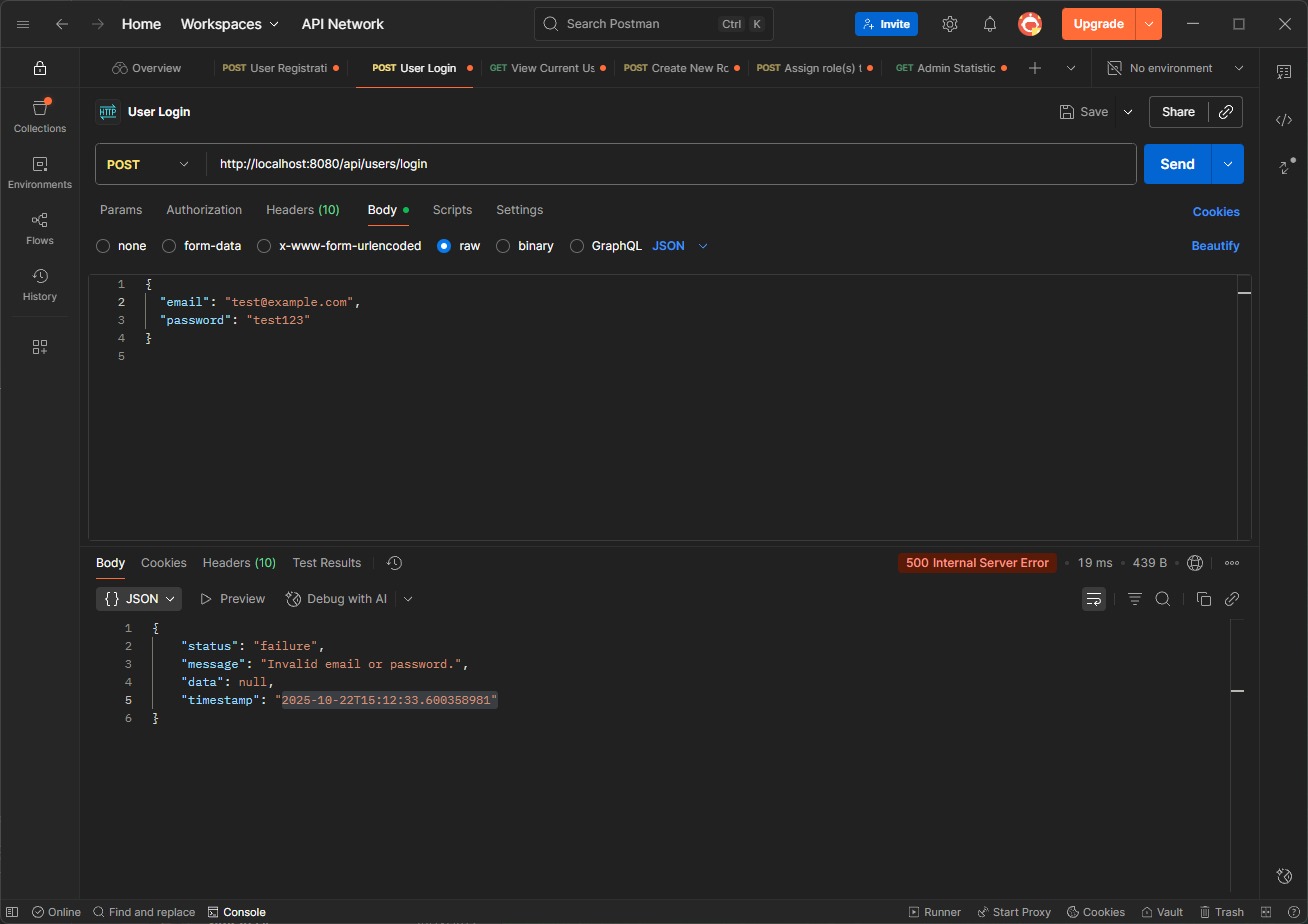 Home Workspaces API Network Search Postman Ctrl K Invite Upgrade
Overview POST User Registrati POST User Login GET View Current Us POST Create New Rc POST Assign role(s) t GET Admin Statistic No environment
HTTP User Login Save Share
Collections
Environments
Flows
History
POST http://localhost:8080/api/users/login Send
Params Authorization Headers (10) Body Scripts Settings Cookies
none form-data x-www-form-urlencoded raw binary GraphQL JSON Beautify
1 {
2 "email": "test@example.com",
3 "password": "test123"
4 }
5
Body Cookies Headers (10) Test Results 500 Internal Server Error 19 ms 439 B
{} JSON Preview Debug with AI
1 {
2 "status": "failure",
3 "message": "Invalid email or password.",
4 "data": null,
5 "timestamp": "2025-10-22T15:12:33.600358981"
6 }
Online Find and replace Console Runner Start Proxy Cookies Vault Trash